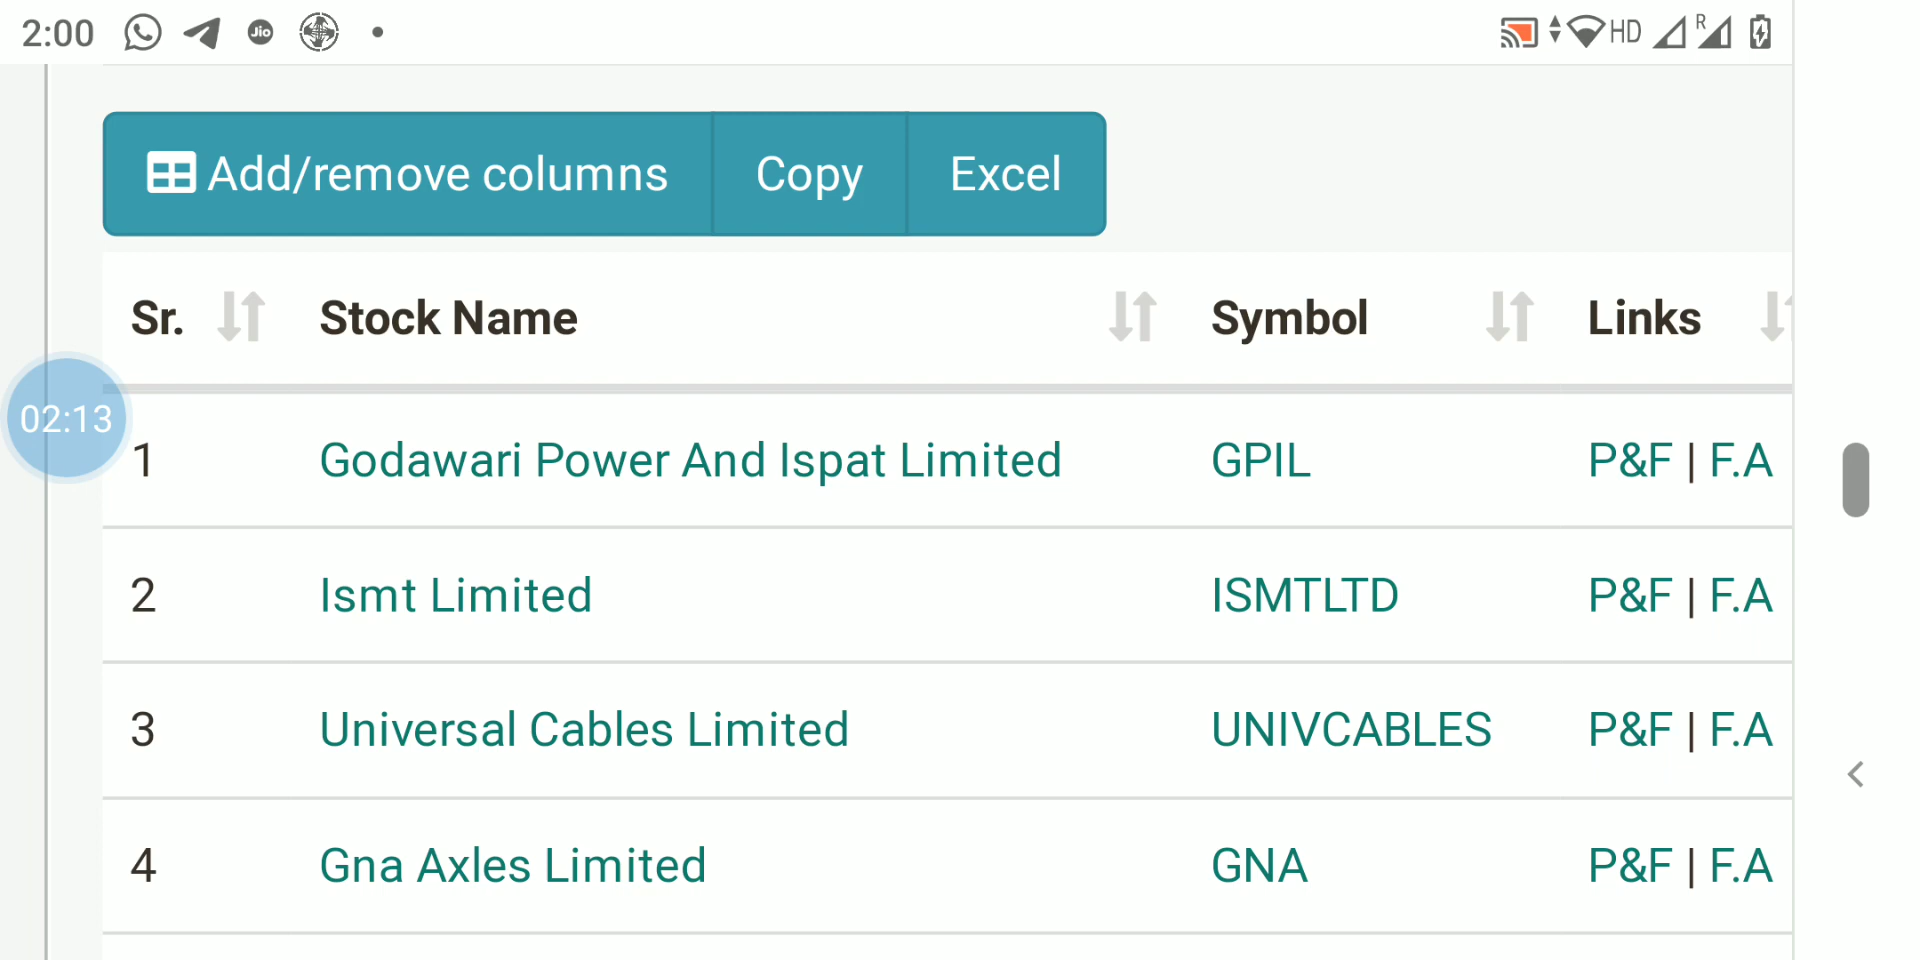 2:00 Jio HD R
Add/remove columns Copy Excel
Sr. Stock Name Symbol Links
02:13
1 Godawari Power And Ispat Limited GPIL P&F | F.A
2 Ismt Limited ISMTLTD P&F | F.A
3 Universal Cables Limited UNIVCABLES P&F | F.A
4 Gna Axles Limited GNA P&F | F.A